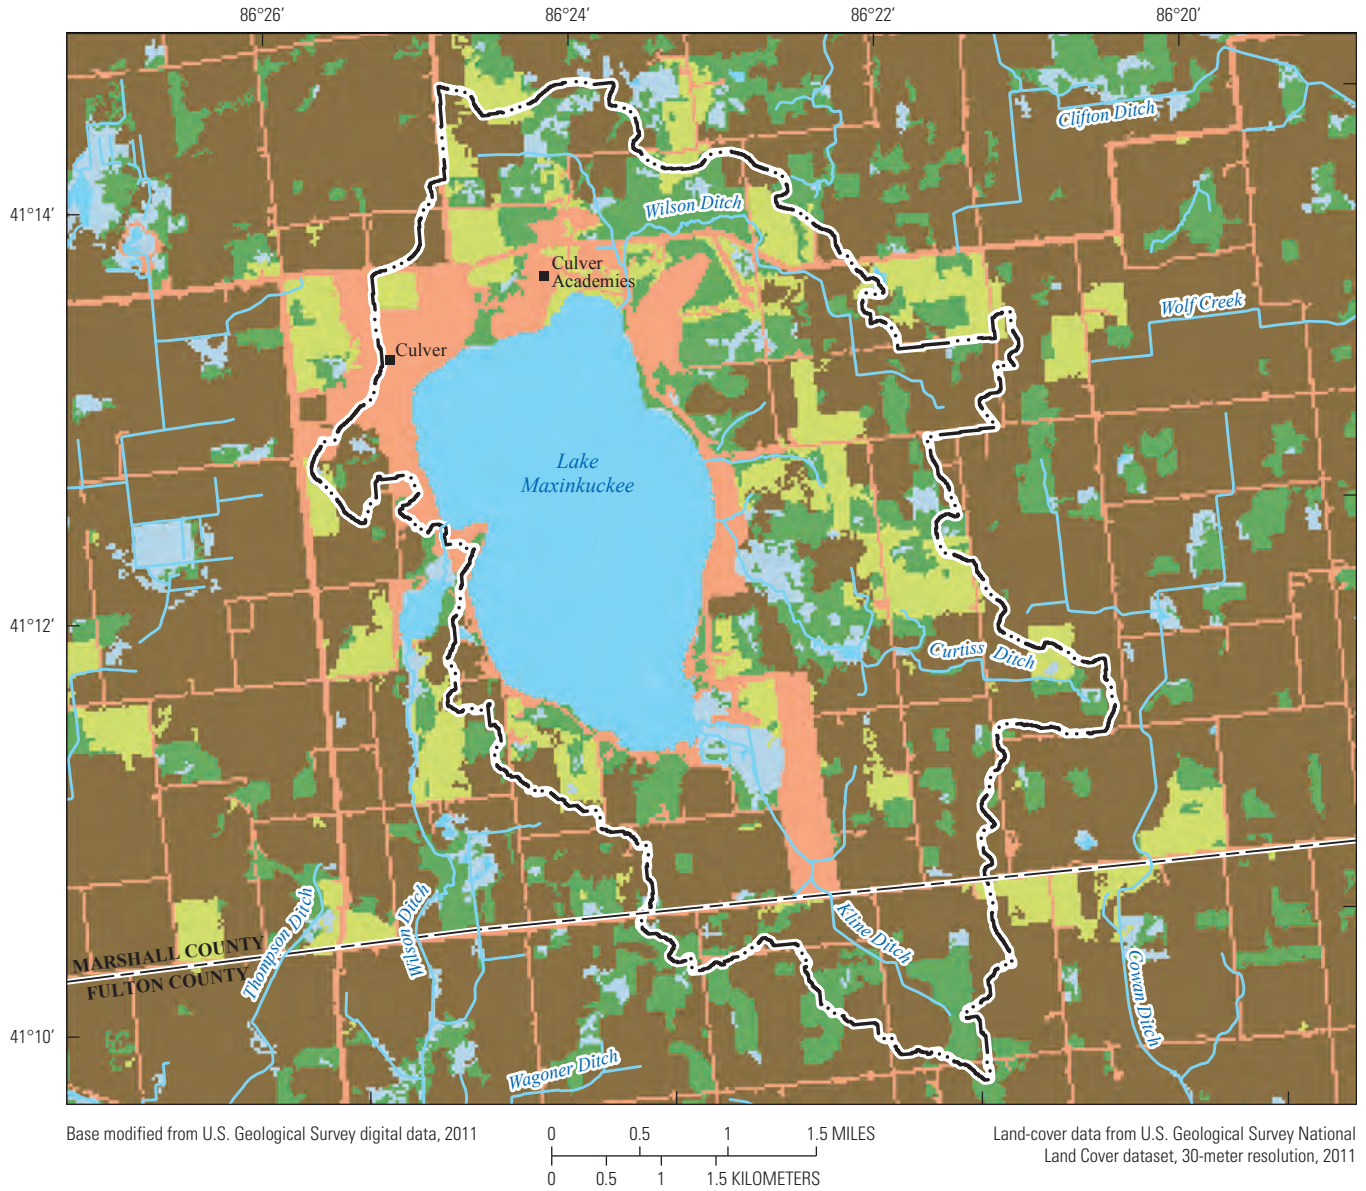 86°26′
86°24′
86°22′
86°20′
Clifton Ditch
41°14′
Wilson Ditch
Culver
Academies
Wolf Creek
Culver
Lake
Maxinkuckee
41°12′
Curtiss Ditch
Thompson Ditch
Wilson Ditch
Kline Ditch
Cowan Ditch
MARSHALL COUNTY
FULTON COUNTY
41°10′
Wagoner Ditch
Base modified from U.S. Geological Survey digital data, 2011
0 0.5 1 1.5 MILES
0 0.5 1 1.5 KILOMETERS
Land-cover data from U.S. Geological Survey National
Land Cover dataset, 30-meter resolution, 2011